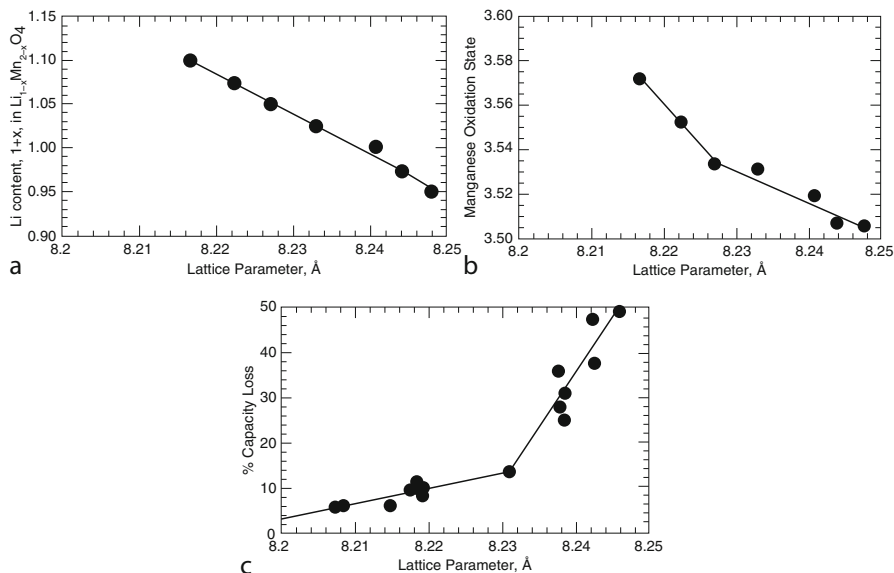 1.15
1.10
1.05
1.00
0.95
0.90
Li content, 1+x, in Li₁₋ₓMn₂₋ₓO4
8.2 8.21 8.22 8.23 8.24 8.25
Lattice Parameter, Å
a
3.60
3.58
3.56
3.54
3.52
3.50
Manganese Oxidation State
8.2 8.21 8.22 8.23 8.24 8.25
Lattice Parameter, Å
b
50
40
30
20
10
0
% Capacity Loss
8.2 8.21 8.22 8.23 8.24 8.25
Lattice Parameter, Å
c